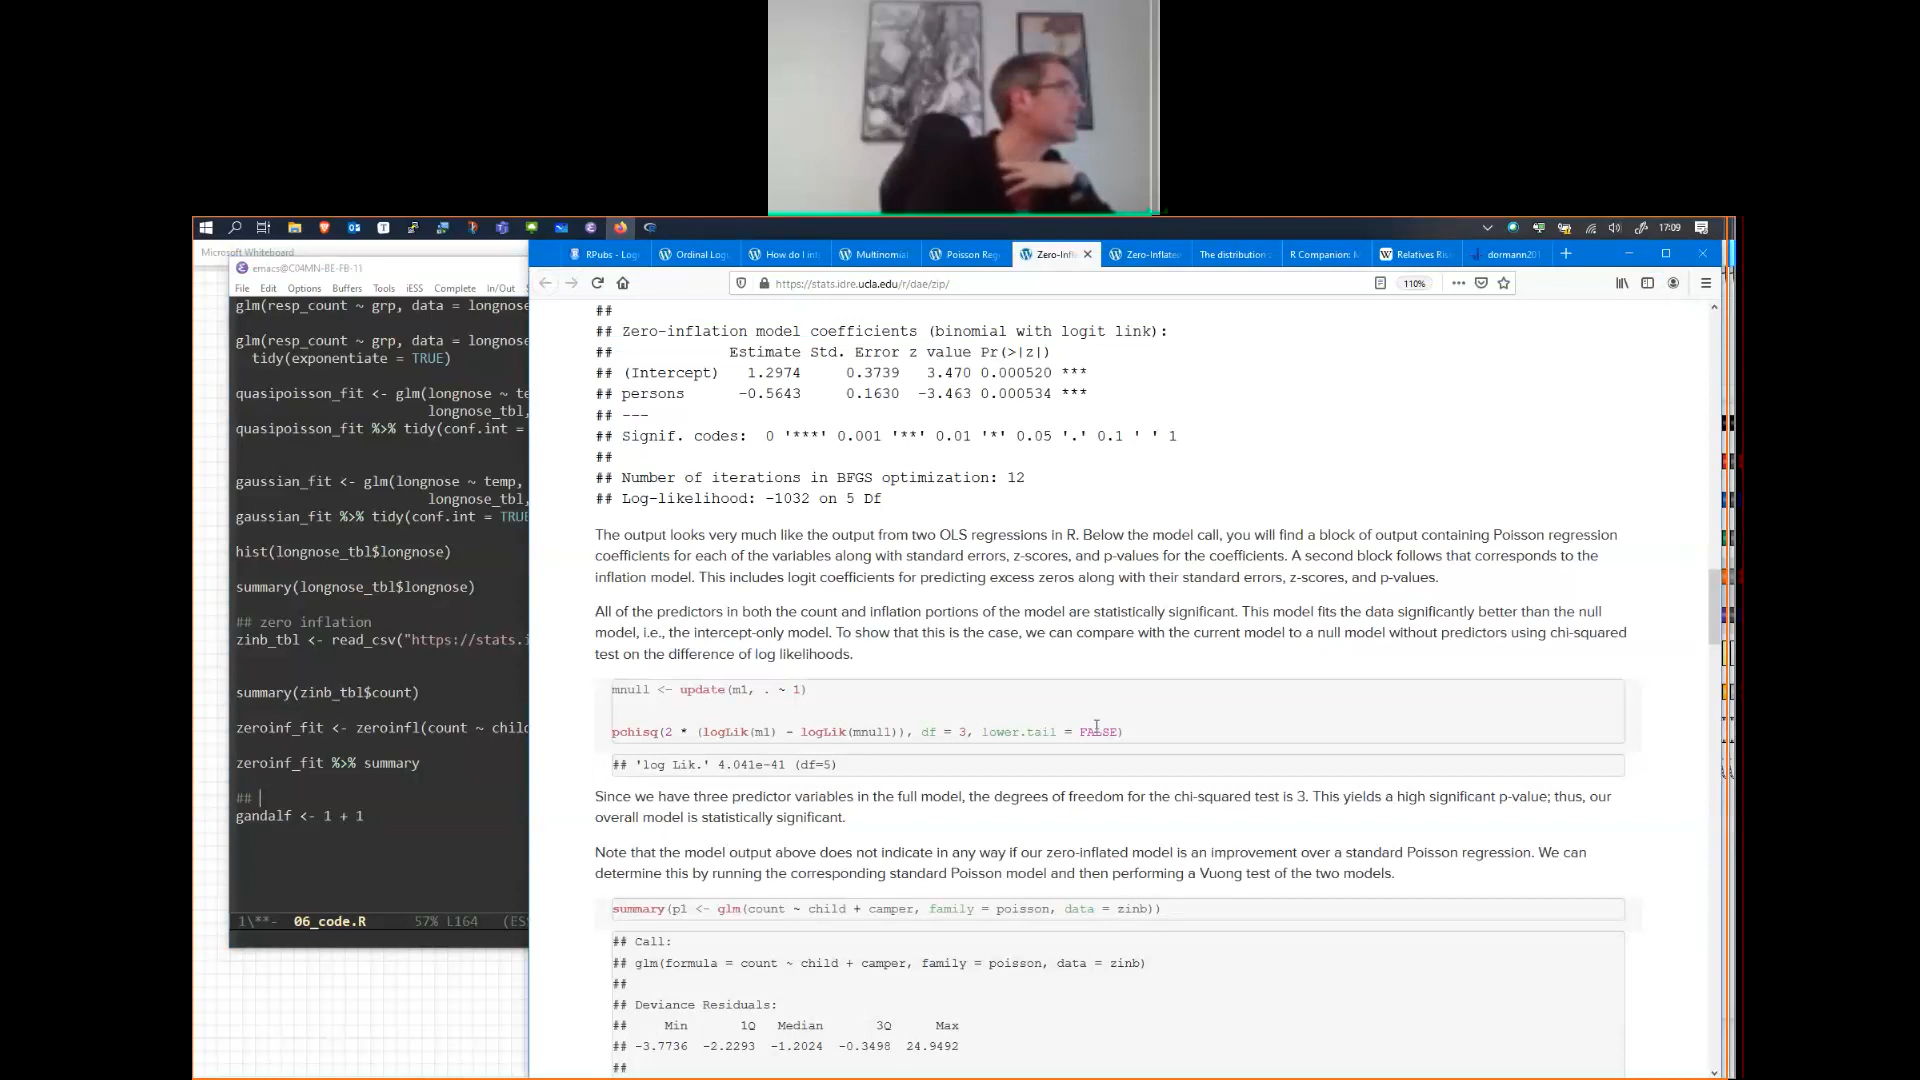 17:09
Microsoft Whiteboard
emacs@C04MN-BE-FB-11
File Edit Options Buffers Tools iESS Complete In/Out
glm(resp_count ~ grp, data = longnose
glm(resp_count ~ grp, data = longnose
tidy(exponentiate = TRUE)
quasipoisson_fit <- glm(longnose ~ te
longnose_tbl,
quasipoisson_fit %>% tidy(conf.int =
gaussian_fit <- glm(longnose ~ temp,
longnose_tbl,
gaussian_fit %>% tidy(conf.int = TRUE
hist(longnose_tbl$longnose)
summary(longnose_tbl$longnose)
## zero inflation
zinb_tbl <- read_csv("https://stats.i
summary(zinb_tbl$count)
zeroinf_fit <- zeroinfl(count ~ child
zeroinf_fit %>% summary
##
gandalf <- 1 + 1
1\**- 06_code.R 57% L164 (ES
RPubs - Log Ordinal Log How do I int Multinomial Poisson Reg Zero-Infl Zero-Inflated The distribution R Companion: M Relatives Ris dormann201
https://stats.idre.ucla.edu/r/dae/zip/ 110%
##
## Zero-inflation model coefficients (binomial with logit link):
## Estimate Std. Error z value Pr(>|z|)
## (Intercept) 1.2974 0.3739 3.470 0.000520 ***
## persons -0.5643 0.1630 -3.463 0.000534 ***
## ---
## Signif. codes: 0 '***' 0.001 '**' 0.01 '*' 0.05 '.' 0.1 ' ' 1
##
## Number of iterations in BFGS optimization: 12
## Log-likelihood: -1032 on 5 Df
The output looks very much like the output from two OLS regressions in R. Below the model call, you will find a block of output containing Poisson regression
coefficients for each of the variables along with standard errors, z-scores, and p-values for the coefficients. A second block follows that corresponds to the
inflation model. This includes logit coefficients for predicting excess zeros along with their standard errors, z-scores, and p-values.
All of the predictors in both the count and inflation portions of the model are statistically significant. This model fits the data significantly better than the null
model, i.e., the intercept-only model. To show that this is the case, we can compare with the current model to a null model without predictors using chi-squared
test on the difference of log likelihoods.
mnull <- update(m1, . ~ 1)
pchisq(2 * (logLik(m1) - logLik(mnull)), df = 3, lower.tail = FALSE)
## 'log Lik.' 4.041e-41 (df=5)
Since we have three predictor variables in the full model, the degrees of freedom for the chi-squared test is 3. This yields a high significant p-value; thus, our
overall model is statistically significant.
Note that the model output above does not indicate in any way if our zero-inflated model is an improvement over a standard Poisson regression. We can
determine this by running the corresponding standard Poisson model and then performing a Vuong test of the two models.
summary(p1 <- glm(count ~ child + camper, family = poisson, data = zinb))
## Call:
## glm(formula = count ~ child + camper, family = poisson, data = zinb)
##
## Deviance Residuals:
## Min 1Q Median 3Q Max
## -3.7736 -2.2293 -1.2024 -0.3498 24.9492
##